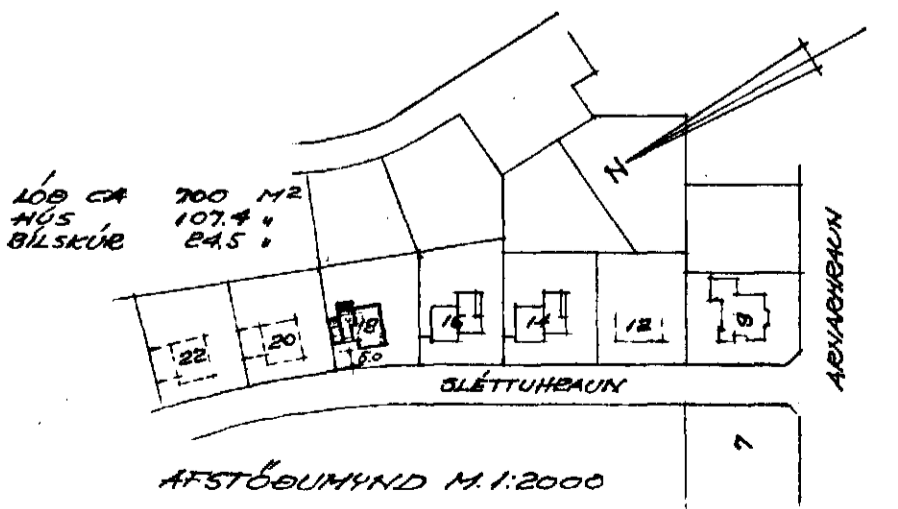 LÓÐ CA 700 M2
HÚS 107.4 "
BÍLSKÚR 24.5 "
N
22
20
18
16
14
12
9
5.0
SLÉTTUHRAUN
ARNARHRAUN
7
AFSTÖÐUMYND M. 1:2000